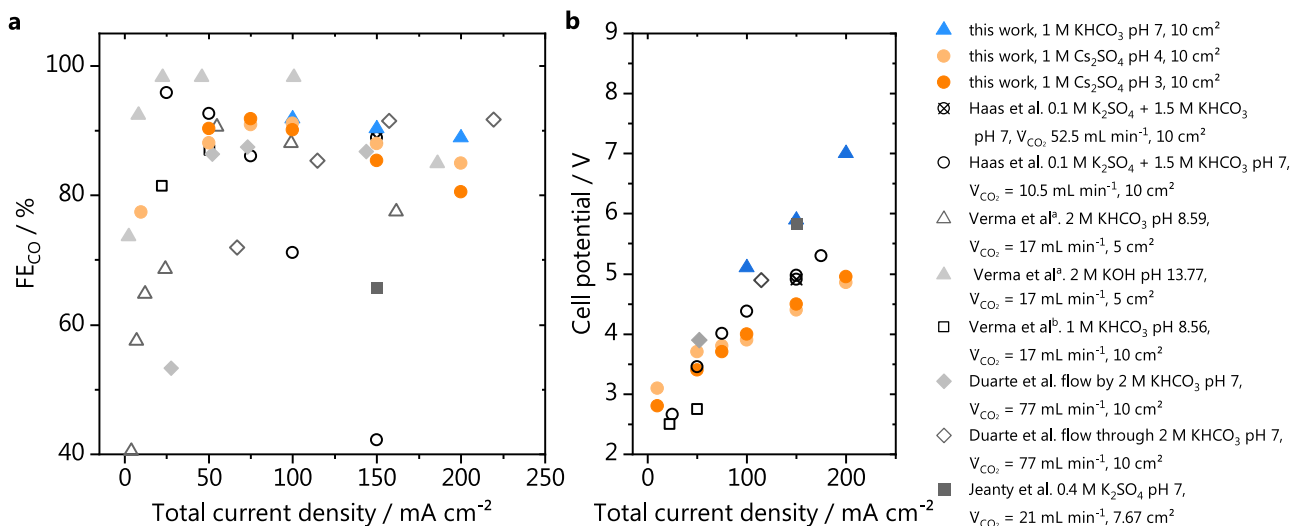 a
100
80
60
40
FE_CO / %
0 50 100 150 200 250
Total current density / mA cm⁻²
b
9
8
7
6
5
4
3
2
Cell potential / V
0 100 200
Total current density / mA cm⁻²
this work, 1 M KHCO₃ pH 7, 10 cm²
this work, 1 M Cs₂SO₄ pH 4, 10 cm²
this work, 1 M Cs₂SO₄ pH 3, 10 cm²
Haas et al. 0.1 M K₂SO₄ + 1.5 M KHCO₃
pH 7, V_CO₂ 52.5 mL min⁻¹, 10 cm²
Haas et al. 0.1 M K₂SO₄ + 1.5 M KHCO₃ pH 7,
V_CO₂ = 10.5 mL min⁻¹, 10 cm²
Verma et alᵃ. 2 M KHCO₃ pH 8.59,
V_CO₂ = 17 mL min⁻¹, 5 cm²
Verma et alᵃ. 2 M KOH pH 13.77,
V_CO₂ = 17 mL min⁻¹, 5 cm²
Verma et alᵇ. 1 M KHCO₃ pH 8.56,
V_CO₂ = 17 mL min⁻¹, 10 cm²
Duarte et al. flow by 2 M KHCO₃ pH 7,
V_CO₂ = 77 mL min⁻¹, 10 cm²
Duarte et al. flow through 2 M KHCO₃ pH 7,
V_CO₂ = 77 mL min⁻¹, 10 cm²
Jeanty et al. 0.4 M K₂SO₄ pH 7,
V_CO₂ = 21 mL min⁻¹, 7.67 cm²